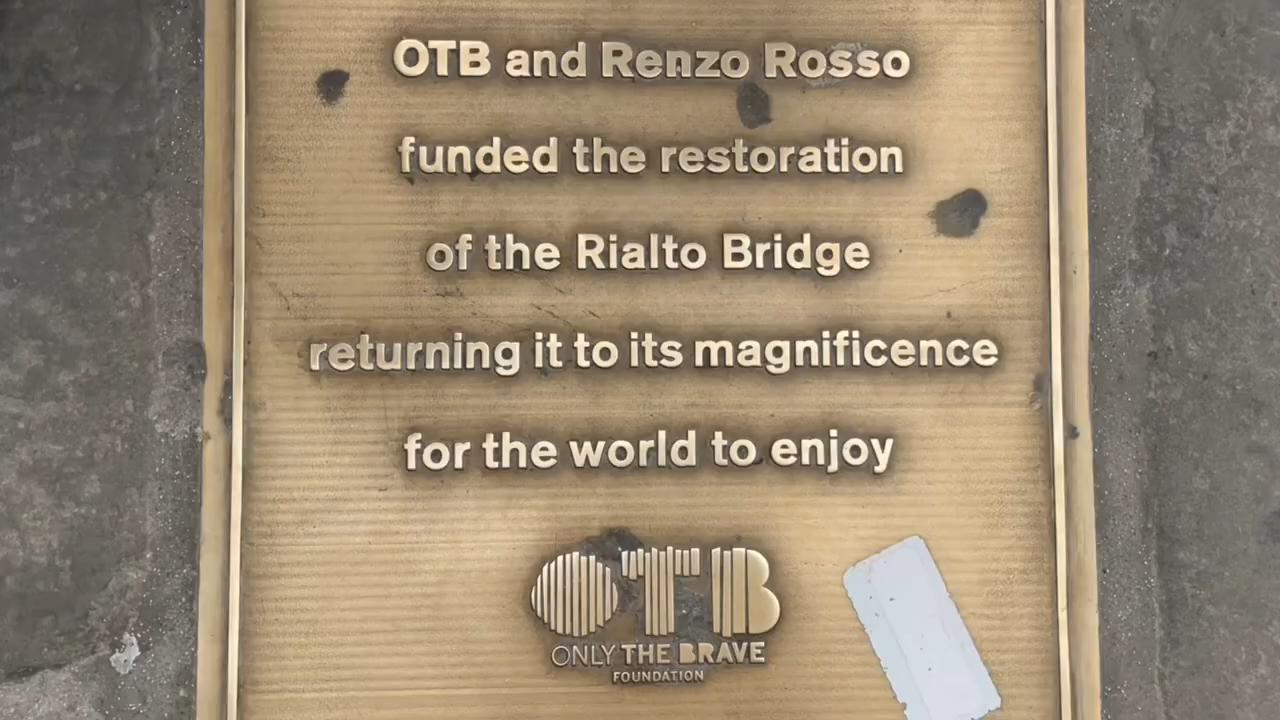 OTB and Renzo Rosso
funded the restoration
of the Rialto Bridge
returning it to its magnificence
for the world to enjoy
OTB
ONLY THE BRAVE
FOUNDATION